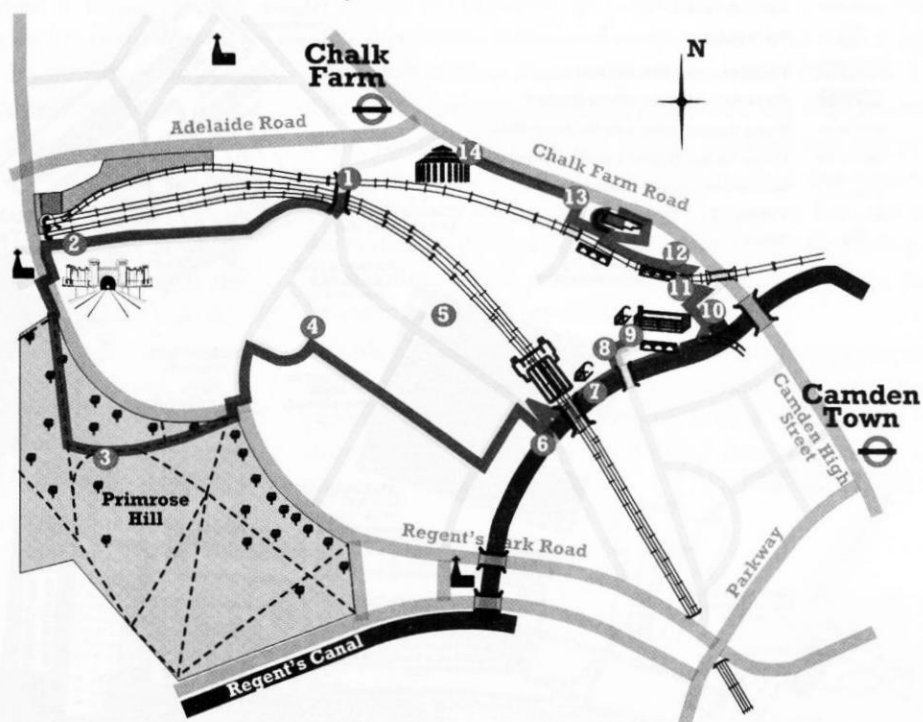 Chalk
Farm
N
Adelaide Road
14
Chalk Farm Road
1
13
2
12
11
10
5
4
9
8
7
Camden
Town
Camden High
Street
6
3
Primrose
Hill
Regent's Park Road
Parkway
Regent's Canal